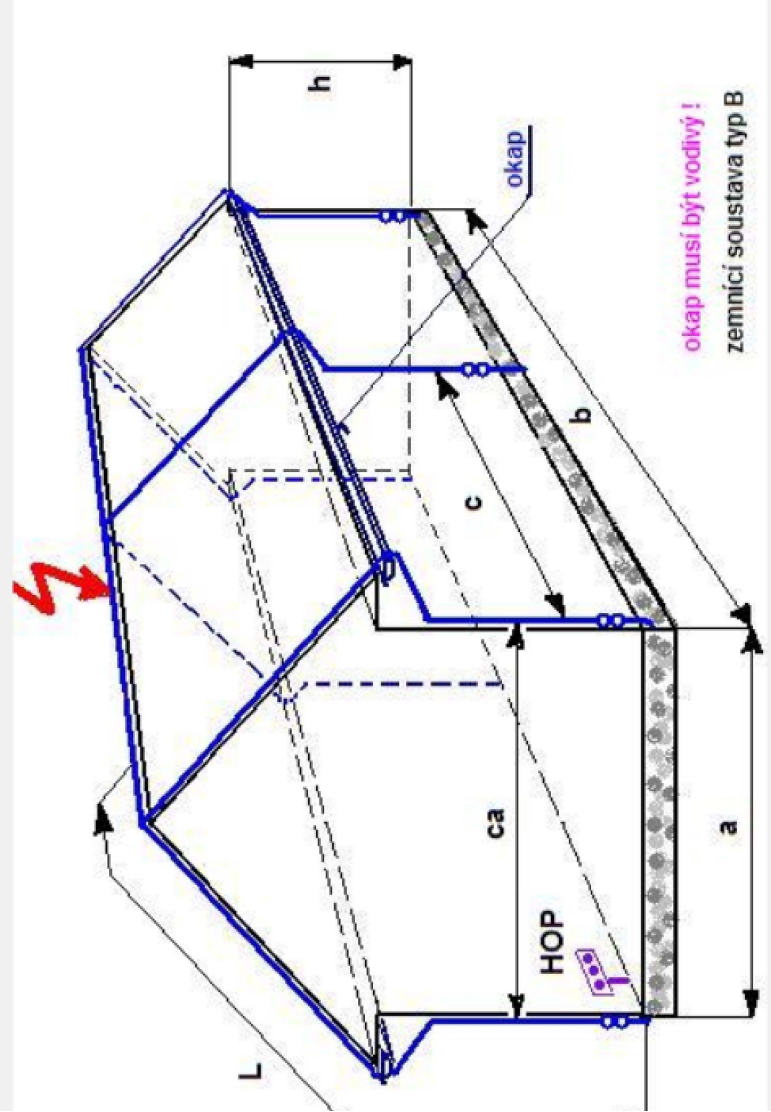 h
okap
okap musí být vodivý !
zemnící soustava typ B
b
c
ca
a
HOP
L